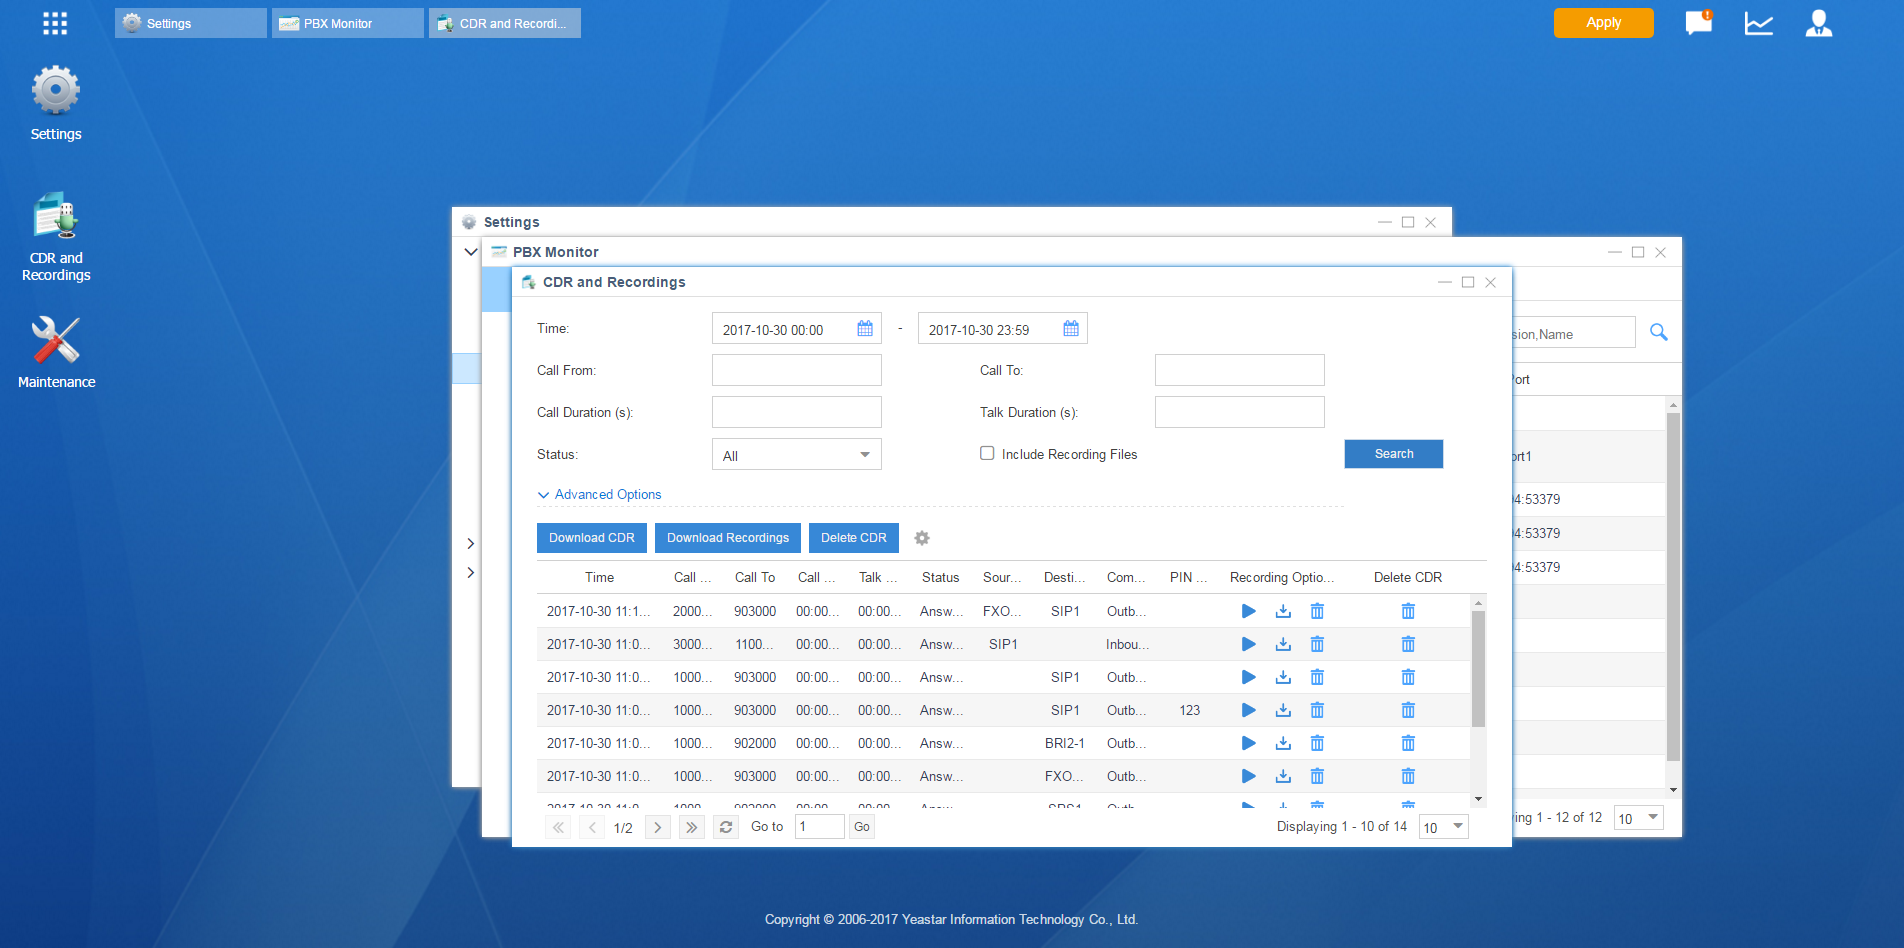 Settings
PBX Monitor
CDR and Recordi...
Apply
Settings
CDR and
Recordings
Maintenance
Settings
PBX Monitor
CDR and Recordings
Time:
2017-10-30 00:00
-
2017-10-30 23:59
sion,Name
Call From:
Call To:
Port
Call Duration (s):
Talk Duration (s):
Status:
All
Include Recording Files
Search
ort1
Advanced Options
94:53379
Download CDR
Download Recordings
Delete CDR
94:53379
94:53379
Time Call ... Call To Call ... Talk ... Status Sour... Desti... Com... PIN ... Recording Optio... Delete CDR
2017-10-30 11:1... 2000... 903000 00:00... 00:00... Answ... FXO... SIP1 Outb...
2017-10-30 11:0... 3000... 1100... 00:00... 00:00... Answ... SIP1 Inbou...
2017-10-30 11:0... 1000... 903000 00:00... 00:00... Answ... SIP1 Outb...
2017-10-30 11:0... 1000... 903000 00:00... 00:00... Answ... SIP1 Outb... 123
2017-10-30 11:0... 1000... 902000 00:00... 00:00... Answ... BRI2-1 Outb...
2017-10-30 11:0... 1000... 903000 00:00... 00:00... Answ... FXO... Outb...
1/2
Go to
1
Go
Displaying 1 - 10 of 14
10
ing 1 - 12 of 12
10
Copyright © 2006-2017 Yeastar Information Technology Co., Ltd.